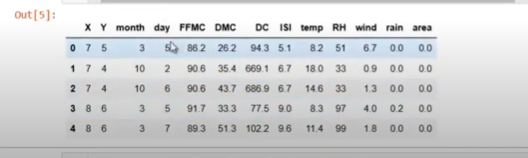 Out[5]:
X Y month day FFMC DMC DC ISI temp RH wind rain area
0 7 5 3 5 86.2 26.2 94.3 5.1 8.2 51 6.7 0.0 0.0
1 7 4 10 2 90.6 35.4 669.1 6.7 18.0 33 0.9 0.0 0.0
2 7 4 10 6 90.6 43.7 686.9 6.7 14.6 33 1.3 0.0 0.0
3 8 6 3 5 91.7 33.3 77.5 9.0 8.3 97 4.0 0.2 0.0
4 8 6 3 7 89.3 51.3 102.2 9.6 11.4 99 1.8 0.0 0.0